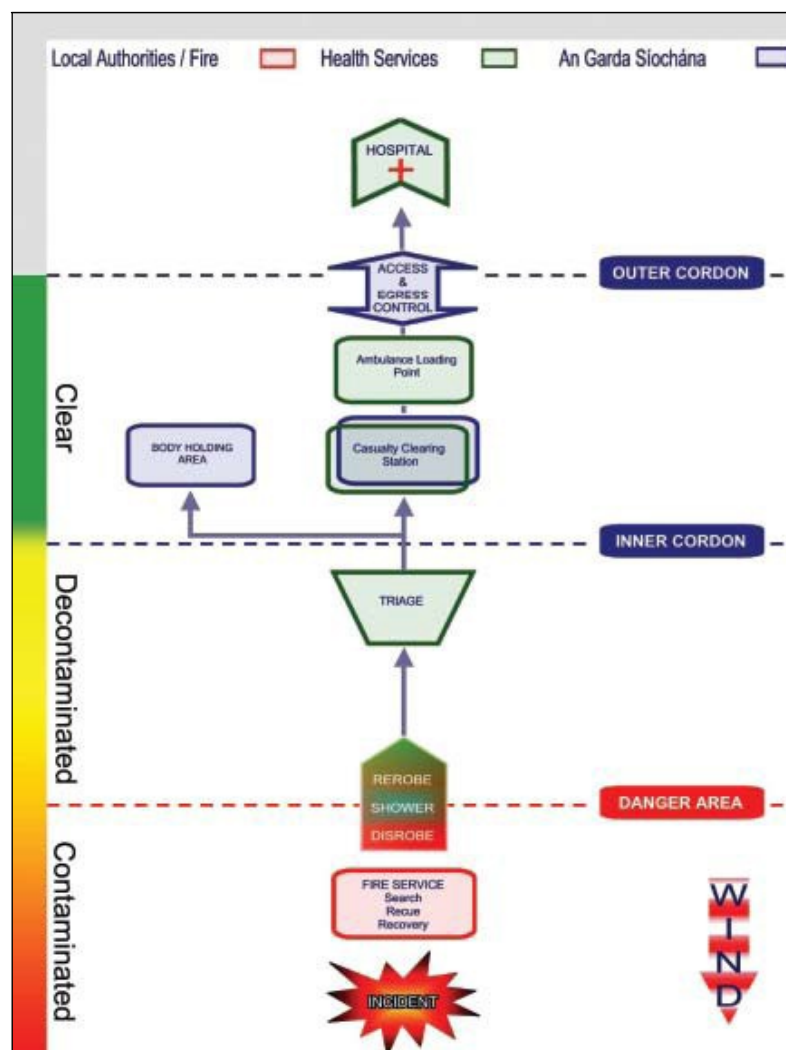 Local Authorities / Fire Health Services An Garda Síochána
HOSPITAL
ACCESS
&
EGRESS
CONTROL
OUTER CORDON
Ambulance Loading
Point
Clear
BODY HOLDING
AREA
Casualty Clearing
Station
INNER CORDON
TRIAGE
Decontaminated
REROBE
SHOWER
DISROBE
DANGER AREA
Contaminated
FIRE SERVICE
Search
Recue
Recovery
WIND
INCIDENT